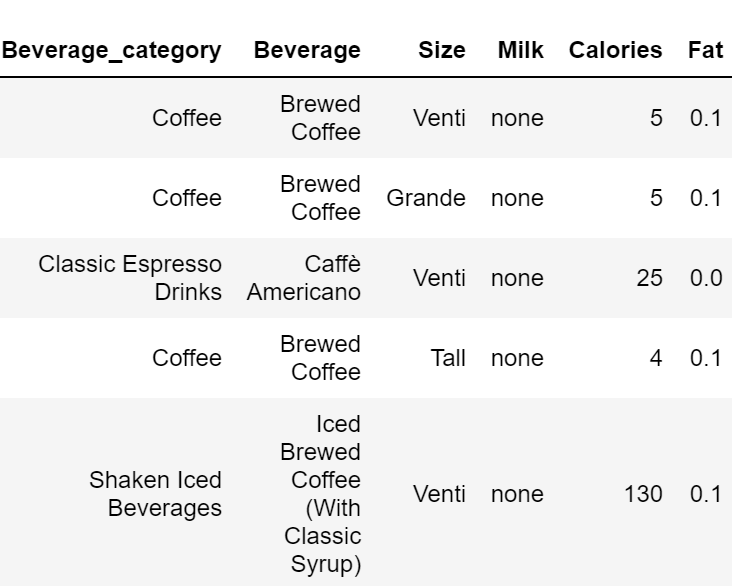 Beverage_category Beverage Size Milk Calories Fat
Coffee Brewed Coffee Venti none 5 0.1
Coffee Brewed Coffee Grande none 5 0.1
Classic Espresso Drinks Caffè Americano Venti none 25 0.0
Coffee Brewed Coffee Tall none 4 0.1
Shaken Iced Beverages Iced Brewed Coffee (With Classic Syrup) Venti none 130 0.1